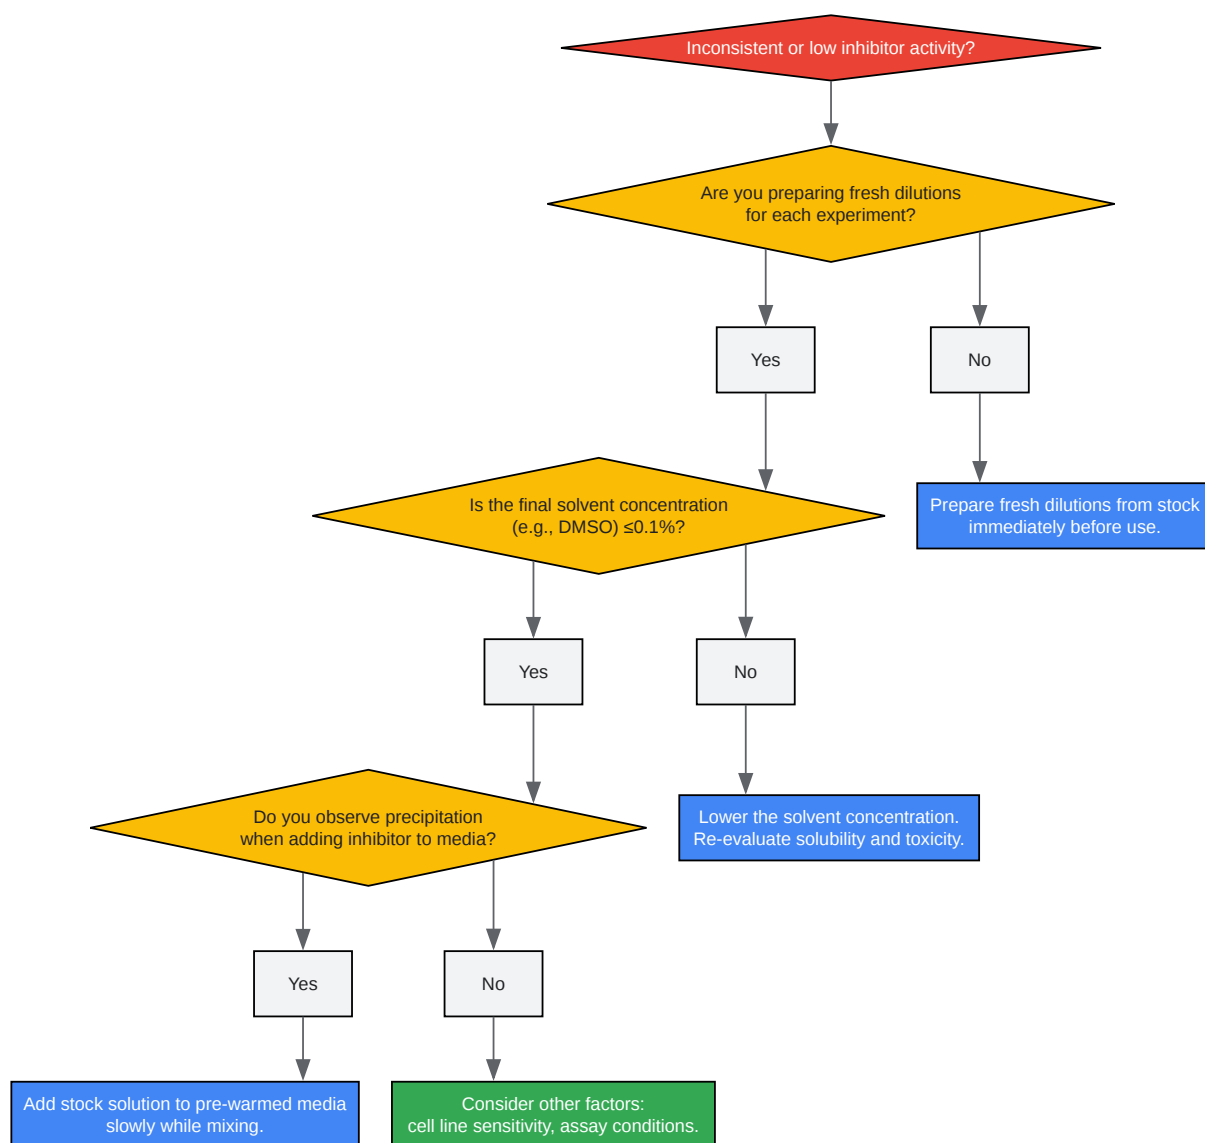 Inconsistent or low inhibitor activity?
Are you preparing fresh dilutions
for each experiment?
Yes
No
Is the final solvent concentration
(e.g., DMSO) ≤0.1%?
Prepare fresh dilutions from stock
immediately before use.
Yes
No
Do you observe precipitation
when adding inhibitor to media?
Lower the solvent concentration.
Re-evaluate solubility and toxicity.
Yes
No
Add stock solution to pre-warmed media
slowly while mixing.
Consider other factors:
cell line sensitivity, assay conditions.